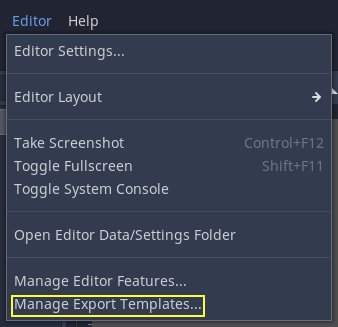 Editor Help
Editor Settings...
Editor Layout
Take Screenshot Control+F12
Toggle Fullscreen Shift+F11
Toggle System Console
Open Editor Data/Settings Folder
Manage Editor Features...
Manage Export Templates...